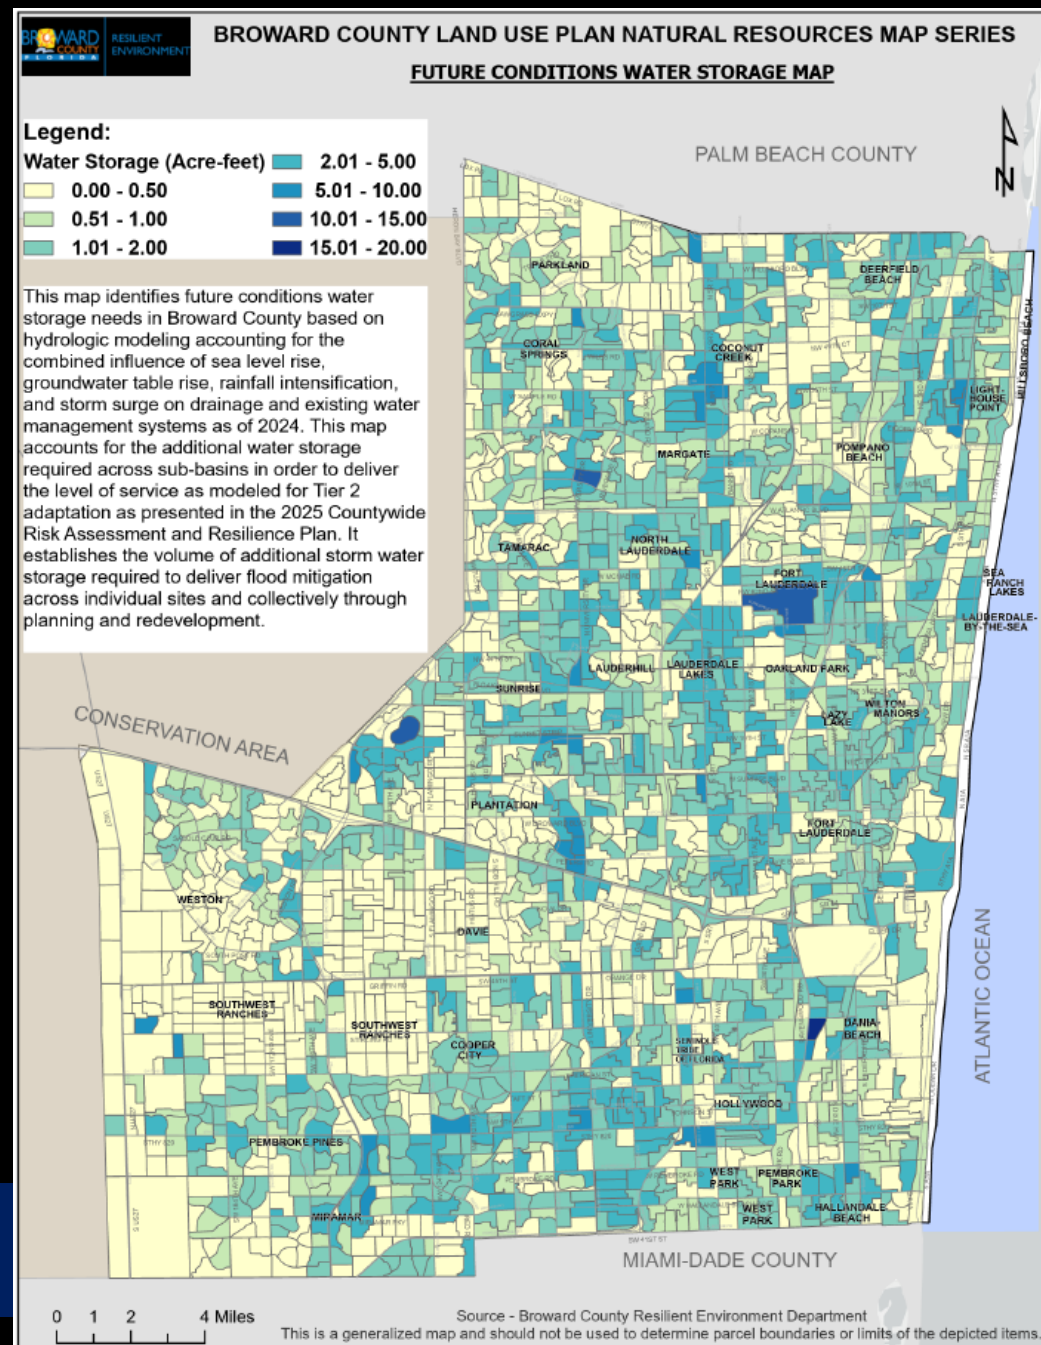 BROWARD
COUNTY
FLORIDA
RESILIENT
ENVIRONMENT
BROWARD COUNTY LAND USE PLAN NATURAL RESOURCES MAP SERIES
FUTURE CONDITIONS WATER STORAGE MAP
Legend:
Water Storage (Acre-feet)
0.00 - 0.50
0.51 - 1.00
1.01 - 2.00
2.01 - 5.00
5.01 - 10.00
10.01 - 15.00
15.01 - 20.00
This map identifies future conditions water
storage needs in Broward County based on
hydrologic modeling accounting for the
combined influence of sea level rise,
groundwater table rise, rainfall intensification,
and storm surge on drainage and existing water
management systems as of 2024. This map
accounts for the additional water storage
required across sub-basins in order to deliver
the level of service as modeled for Tier 2
adaptation as presented in the 2025 Countywide
Risk Assessment and Resilience Plan. It
establishes the volume of additional storm water
storage required to deliver flood mitigation
across individual sites and collectively through
planning and redevelopment.
PALM BEACH COUNTY
N
PARKLAND
DEERFIELD
BEACH
HILLSBORO BEACH
CORAL
SPRINGS
COCONUT
CREEK
LIGHT-
HOUSE
POINT
MARGATE
POMPANO
BEACH
TAMARAC
NORTH
LAUDERDALE
FORT
LAUDERDALE
SEA
RANCH
LAKES
LAUDERDALE-
BY-THE-SEA
LAUDERHILL
LAUDERDALE
LAKES
OAKLAND PARK
SUNRISE
WILTON
MANORS
LAZY
LAKE
CONSERVATION AREA
PLANTATION
FORT
LAUDERDALE
WESTON
DAVIE
ATLANTIC OCEAN
SOUTHWEST
RANCHES
SOUTHWEST
RANCHES
COOPER
CITY
SEMINOLE
TRIBE
OF FLORIDA
DANIA
BEACH
HOLLYWOOD
PEMBROKE PINES
WEST
PARK
PEMBROKE
PARK
MIRAMAR
WEST
PARK
HALLANDALE
BEACH
SW 41ST ST
MIAMI-DADE COUNTY
0 1 2 4 Miles
Source - Broward County Resilient Environment Department
This is a generalized map and should not be used to determine parcel boundaries or limits of the depicted items.